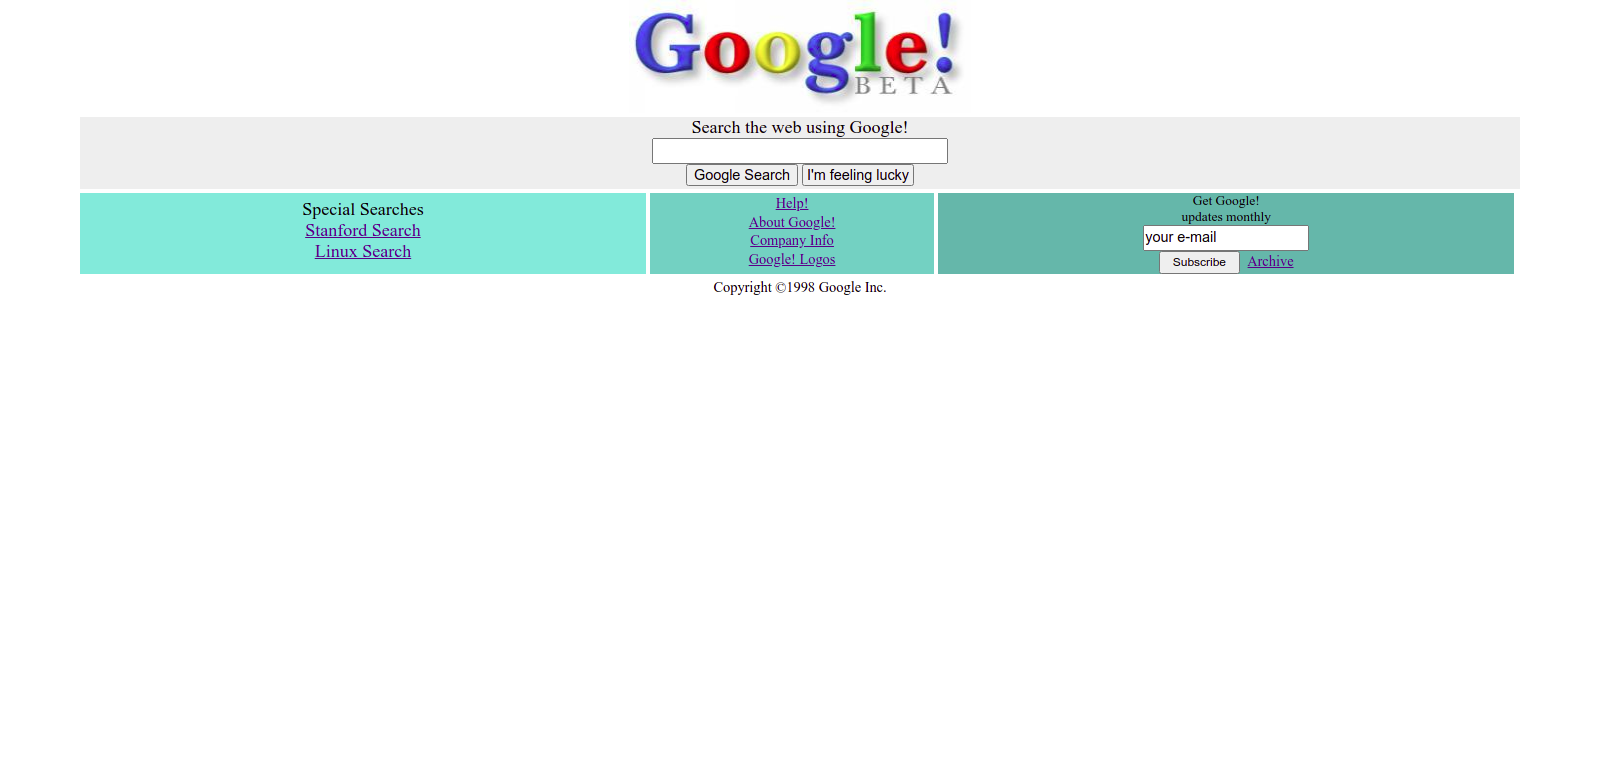 Google!
BETA
Search the web using Google!
Google Search I'm feeling lucky
Special Searches
Stanford Search
Linux Search
Help!
About Google!
Company Info
Google! Logos
Get Google!
updates monthly
your e-mail
Subscribe Archive
Copyright ©1998 Google Inc.